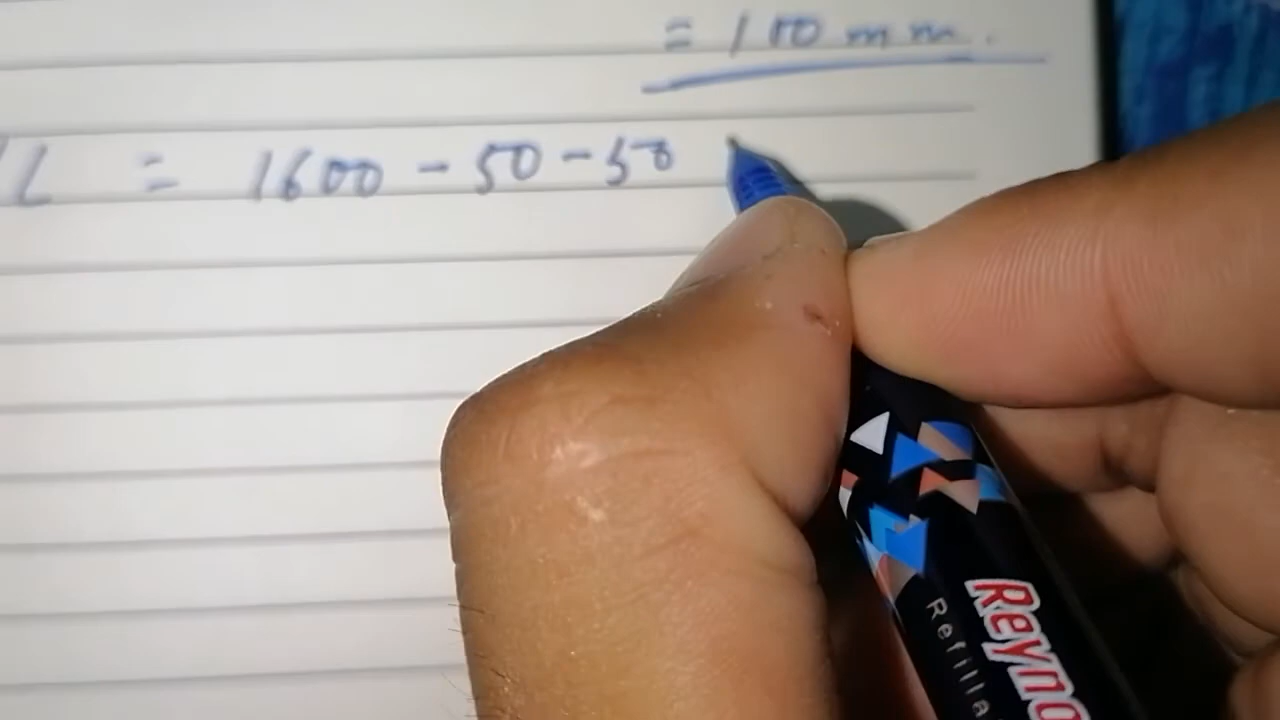 = 100 mm.
L = 1600 - 50 - 50
Reyno
Refilla